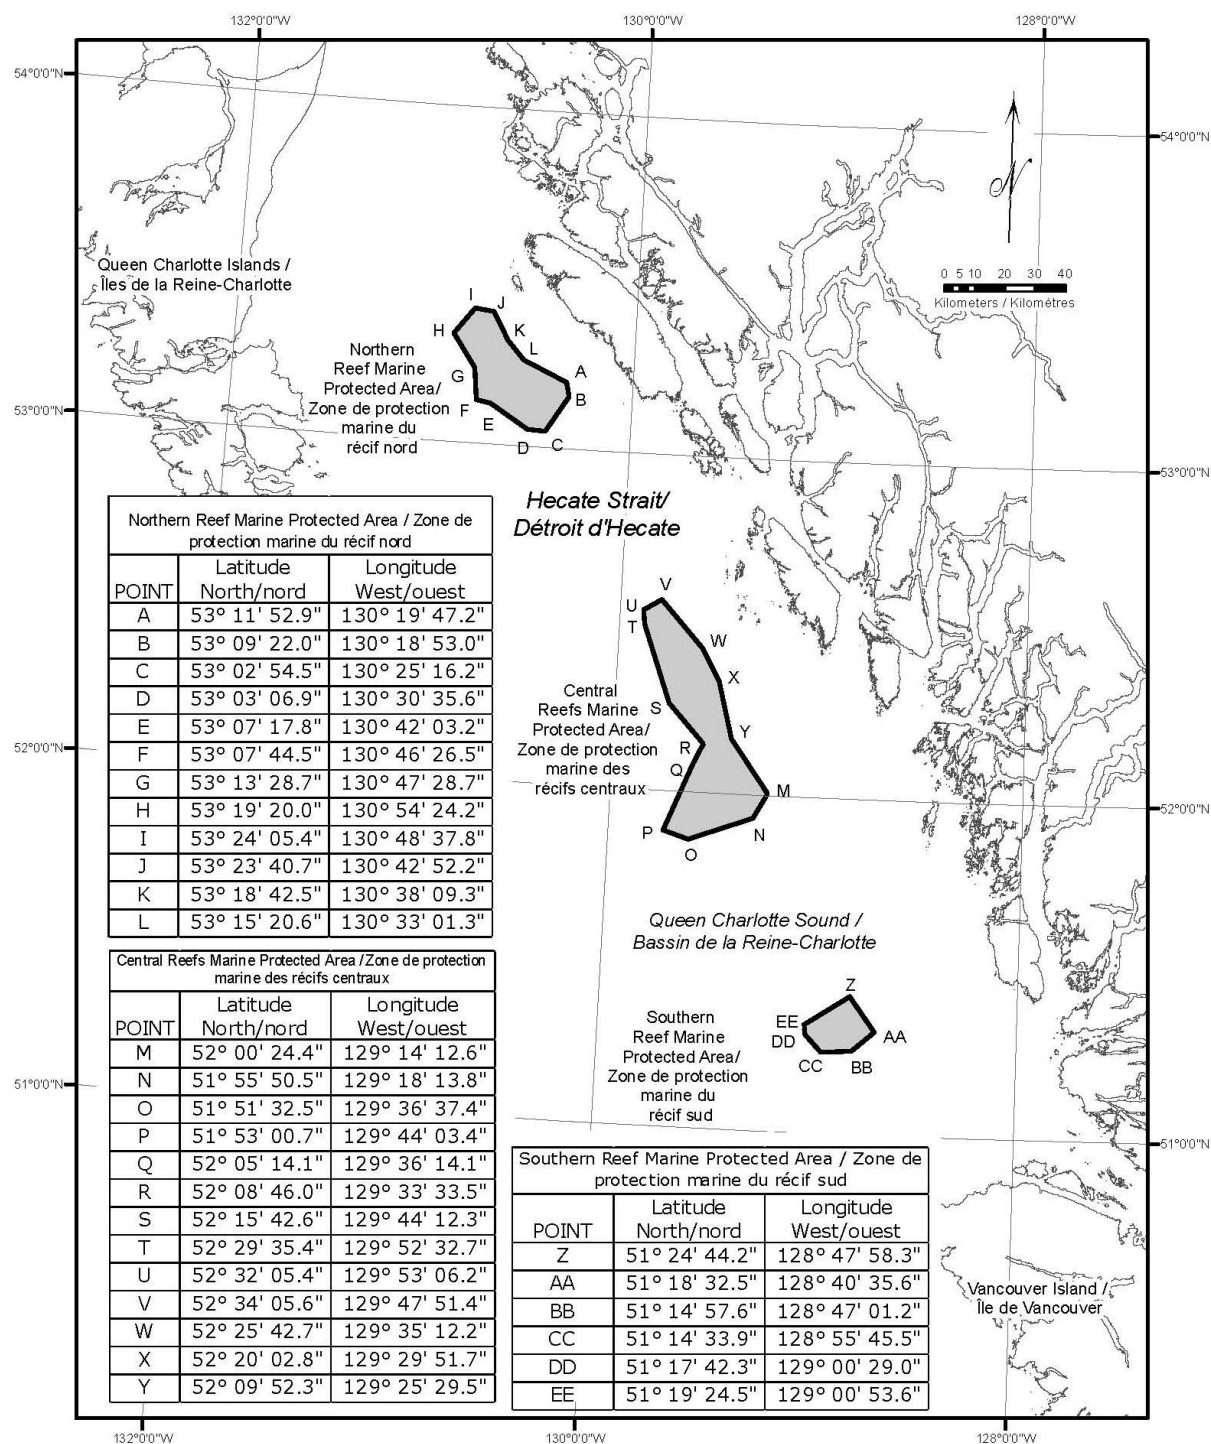 132°0'0"W 130°0'0"W 128°0'0"W
54°0'0"N
54°0'0"N
N
Queen Charlotte Islands /
Îles de la Reine-Charlotte
0 5 10 20 30 40
Kilometers / Kilométres
I
J
H
K
L
Northern
Reef Marine
Protected Area/
Zone de protection
marine du
récif nord
G
A
B
F
E
D
C
53°0'0"N
53°0'0"N
Hecate Strait/
Détroit d'Hecate
Northern Reef Marine Protected Area / Zone de
protection marine du récif nord
POINT Latitude North/nord Longitude West/ouest
A 53° 11' 52.9" 130° 19' 47.2"
B 53° 09' 22.0" 130° 18' 53.0"
C 53° 02' 54.5" 130° 25' 16.2"
D 53° 03' 06.9" 130° 30' 35.6"
E 53° 07' 17.8" 130° 42' 03.2"
F 53° 07' 44.5" 130° 46' 26.5"
G 53° 13' 28.7" 130° 47' 28.7"
H 53° 19' 20.0" 130° 54' 24.2"
I 53° 24' 05.4" 130° 48' 37.8"
J 53° 23' 40.7" 130° 42' 52.2"
K 53° 18' 42.5" 130° 38' 09.3"
L 53° 15' 20.6" 130° 33' 01.3"
V
U
T
W
X
S
Y
R
Q
M
N
P
O
Central
Reefs Marine
Protected Area/
Zone de protection
marine des
récifs centraux
52°0'0"N
52°0'0"N
Queen Charlotte Sound /
Bassin de la Reine-Charlotte
Central Reefs Marine Protected Area /Zone de protection
marine des récifs centraux
POINT Latitude North/nord Longitude West/ouest
M 52° 00' 24.4" 129° 14' 12.6"
N 51° 55' 50.5" 129° 18' 13.8"
O 51° 51' 32.5" 129° 36' 37.4"
P 51° 53' 00.7" 129° 44' 03.4"
Q 52° 05' 14.1" 129° 36' 14.1"
R 52° 08' 46.0" 129° 33' 33.5"
S 52° 15' 42.6" 129° 44' 12.3"
T 52° 29' 35.4" 129° 52' 32.7"
U 52° 32' 05.4" 129° 53' 06.2"
V 52° 34' 05.6" 129° 47' 51.4"
W 52° 25' 42.7" 129° 35' 12.2"
X 52° 20' 02.8" 129° 29' 51.7"
Y 52° 09' 52.3" 129° 25' 29.5"
Z
EE
DD
AA
CC
BB
Southern
Reef Marine
Protected Area/
Zone de protection
marine du
récif sud
51°0'0"N
51°0'0"N
Southern Reef Marine Protected Area / Zone de
protection marine du récif sud
POINT Latitude North/nord Longitude West/ouest
Z 51° 24' 44.2" 128° 47' 58.3"
AA 51° 18' 32.5" 128° 40' 35.6"
BB 51° 14' 57.6" 128° 47' 01.2"
CC 51° 14' 33.9" 128° 55' 45.5"
DD 51° 17' 42.3" 129° 00' 29.0"
EE 51° 19' 24.5" 129° 00' 53.6"
Vancouver Island /
Île de Vancouver
132°0'0"W 130°0'0"W 128°0'0"W